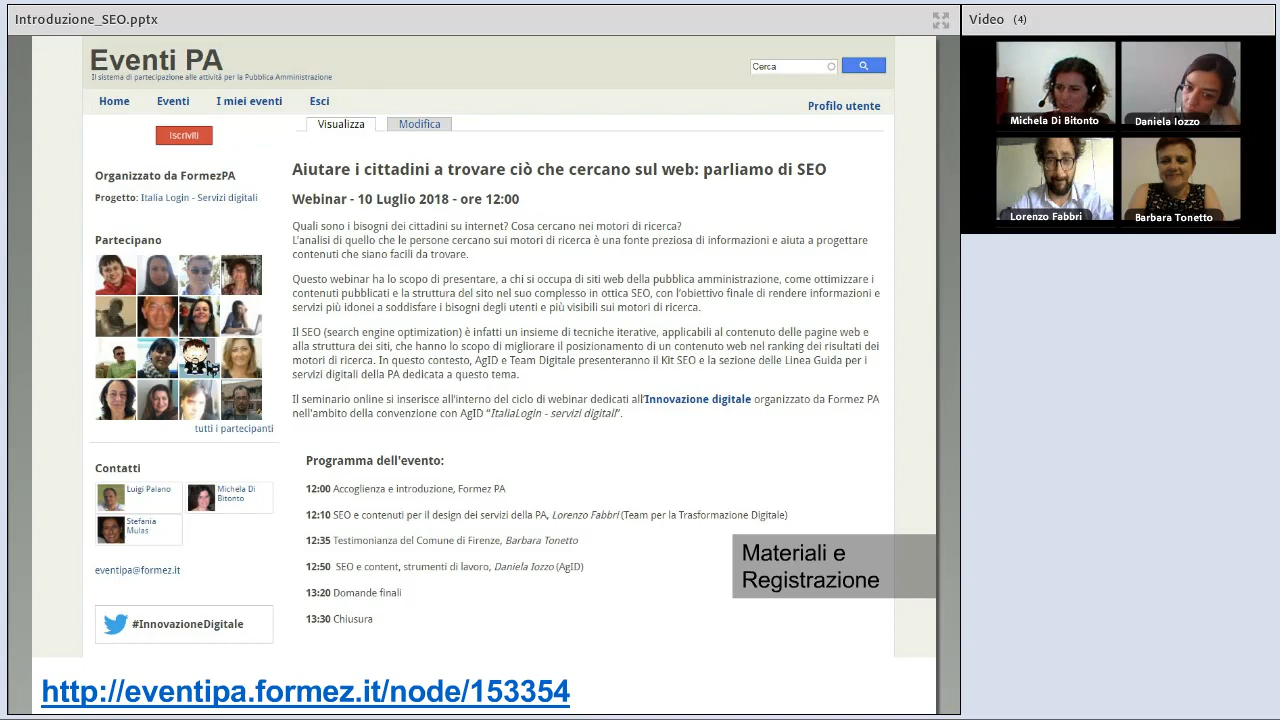 Introduzione_SEO.pptx
Video (4)
Eventi PA
Il sistema di partecipazione alle attività per la Pubblica Amministrazione
Cerca
Home Eventi I miei eventi Esci
Profilo utente
Visualizza Modifica
Iscriviti
Organizzato da FormezPA
Progetto: Italia Login - Servizi digitali
Partecipano
tutti i partecipanti
Contatti
Luigi Palano
Michela Di
Bitonto
Stefania
Mulas
eventipa@formez.it
#InnovazioneDigitale
Aiutare i cittadini a trovare ciò che cercano sul web: parliamo di SEO
Webinar - 10 Luglio 2018 - ore 12:00
Quali sono i bisogni dei cittadini su internet? Cosa cercano nei motori di ricerca?
L'analisi di quello che le persone cercano sui motori di ricerca è una fonte preziosa di informazioni e aiuta a progettare
contenuti che siano facili da trovare.
Questo webinar ha lo scopo di presentare, a chi si occupa di siti web della pubblica amministrazione, come ottimizzare i
contenuti pubblicati e la struttura del sito nel suo complesso in ottica SEO, con l'obiettivo finale di rendere informazioni e
servizi più idonei a soddisfare i bisogni degli utenti e più visibili sui motori di ricerca.
Il SEO (search engine optimization) è infatti un insieme di tecniche iterative, applicabili al contenuto delle pagine web e
alla struttura dei siti, che hanno lo scopo di migliorare il posizionamento di un contenuto web nel ranking dei risultati dei
motori di ricerca. In questo contesto, AgID e Team Digitale presenteranno il Kit SEO e la sezione delle Linea Guida per i
servizi digitali della PA dedicata a questo tema.
Il seminario online si inserisce all'interno del ciclo di webinar dedicati all'Innovazione digitale organizzato da Formez PA
nell'ambito della convenzione con AgID "ItaliaLogin - servizi digitali".
Programma dell'evento:
12:00 Accoglienza e introduzione, Formez PA
12:10 SEO e contenuti per il design dei servizi della PA, Lorenzo Fabbri (Team per la Trasformazione Digitale)
12:35 Testimonianza del Comune di Firenze, Barbara Tonetto
12:50 SEO e content, strumenti di lavoro, Daniela Iozzo (AgID)
13:20 Domande finali
13:30 Chiusura
Materiali e
Registrazione
http://eventipa.formez.it/node/153354
Michela Di Bitonto
Daniela Iozzo
Lorenzo Fabbri
Barbara Tonetto